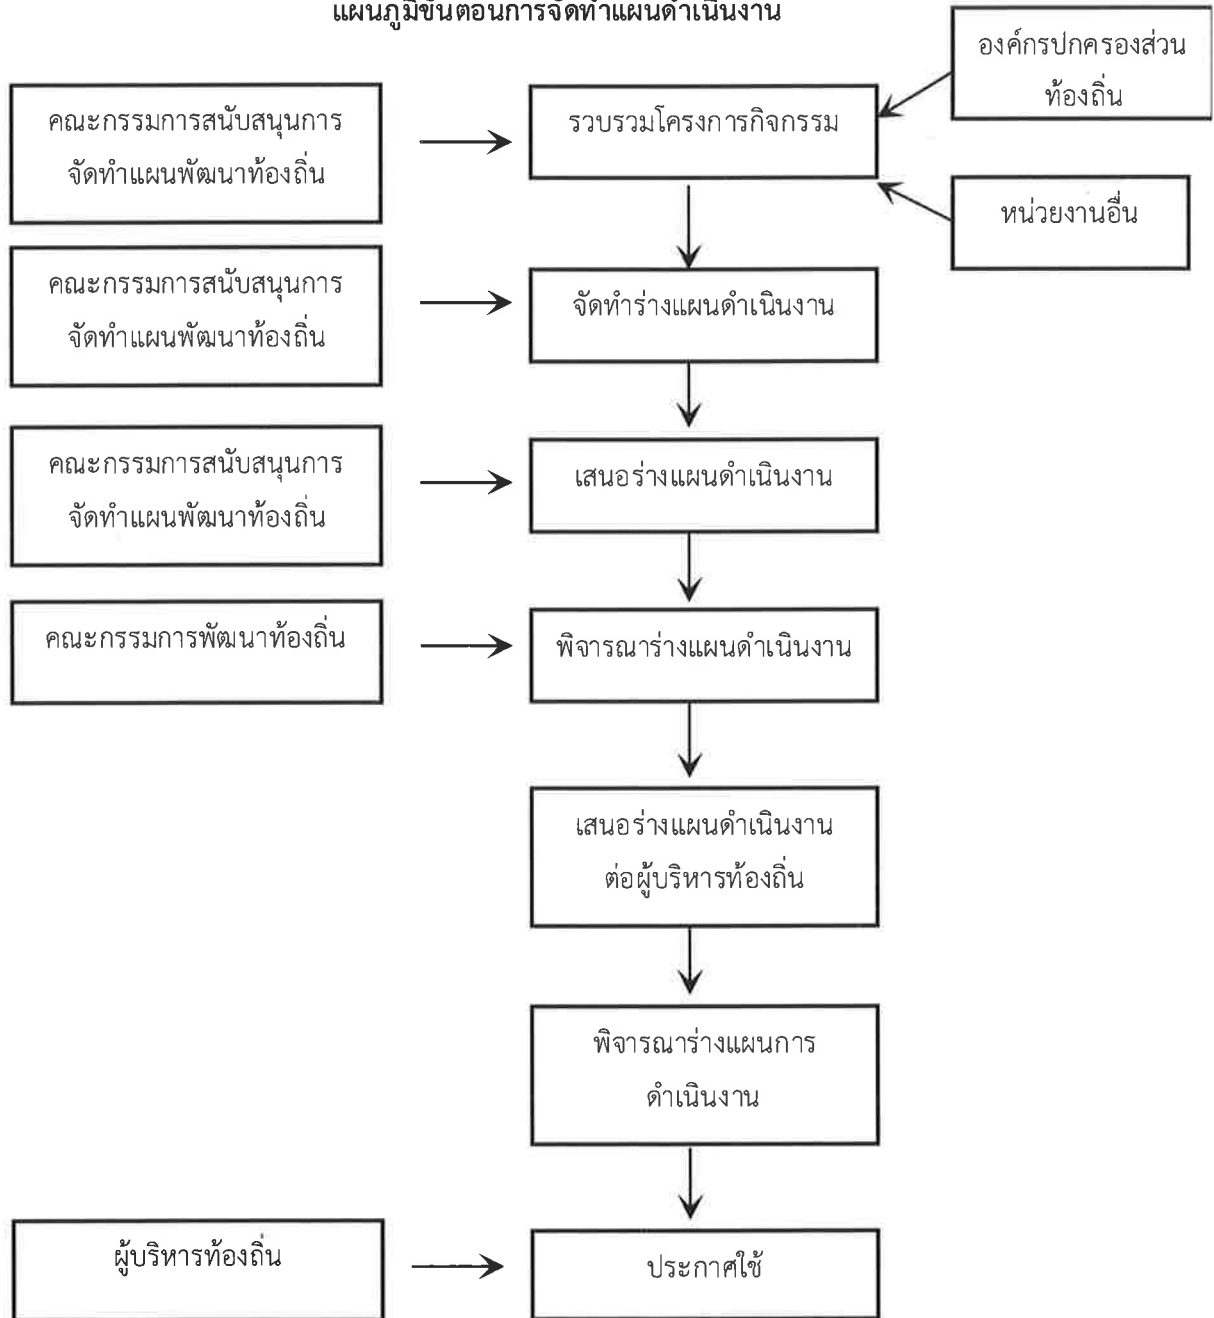 แผนภูมิขั้นตอนการจัดทำแผนดำเนินงาน
องค์กรปกครองส่วน
ท้องถิ่น
คณะกรรมการสนับสนุนการ
จัดทำแผนพัฒนาท้องถิ่น
รวบรวมโครงการกิจกรรม
หน่วยงานอื่น
คณะกรรมการสนับสนุนการ
จัดทำแผนพัฒนาท้องถิ่น
จัดทำร่างแผนดำเนินงาน
คณะกรรมการสนับสนุนการ
จัดทำแผนพัฒนาท้องถิ่น
เสนอร่างแผนดำเนินงาน
คณะกรรมการพัฒนาท้องถิ่น
พิจารณาร่างแผนดำเนินงาน
เสนอร่างแผนดำเนินงาน
ต่อผู้บริหารท้องถิ่น
พิจารณาร่างแผนการ
ดำเนินงาน
ผู้บริหารท้องถิ่น
ประกาศใช้